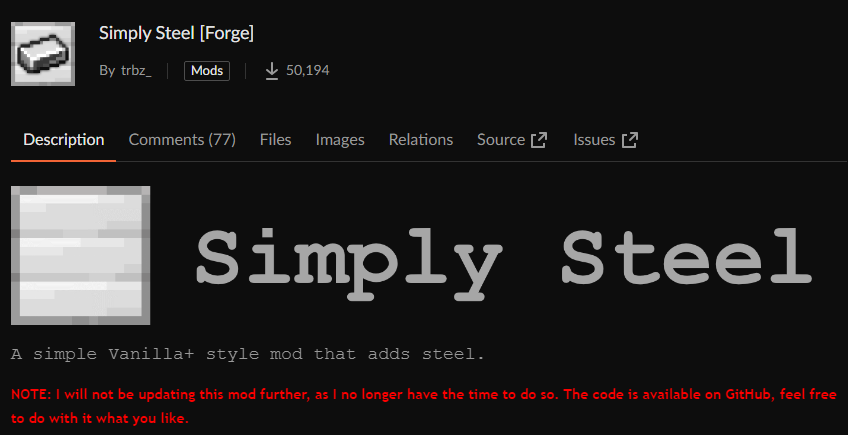 Simply Steel [Forge]
By trbz_ Mods 50,194
Description Comments (77) Files Images Relations Source Issues
Simply Steel
A simple Vanilla+ style mod that adds steel.
NOTE: I will not be updating this mod further, as I no longer have the time to do so. The code is available on GitHub, feel free
to do with it what you like.